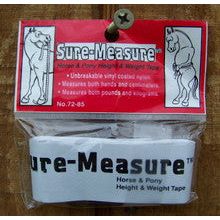 Sure-Measure™
Horse & Pony Height & Weight Tape
• Unbreakable vinyl coated nylon.
• Measures both hands and centimeters.
• Measures both pounds and kilograms.
No. 72-85
ure-Measure™
Horse & Pony
Height & Weight Tape